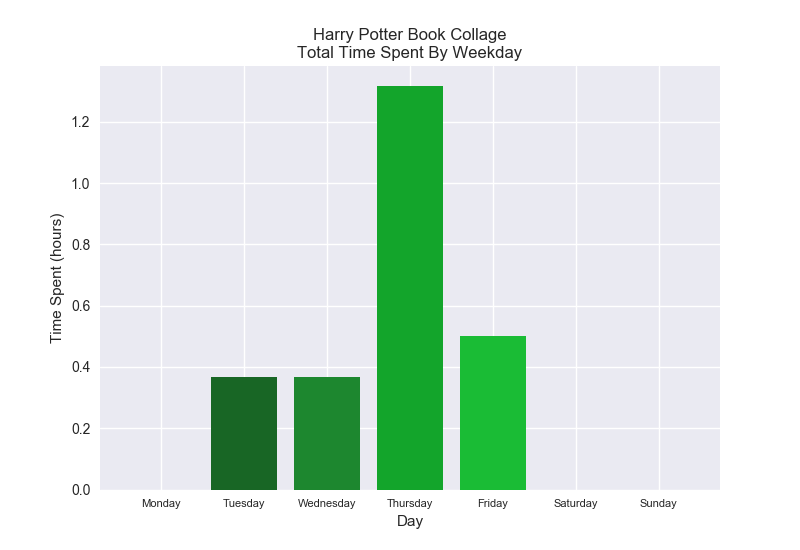 Harry Potter Book Collage
Total Time Spent By Weekday
Time Spent (hours)
1.2
1.0
0.8
0.6
0.4
0.2
0.0
Monday Tuesday Wednesday Thursday Friday Saturday Sunday
Day